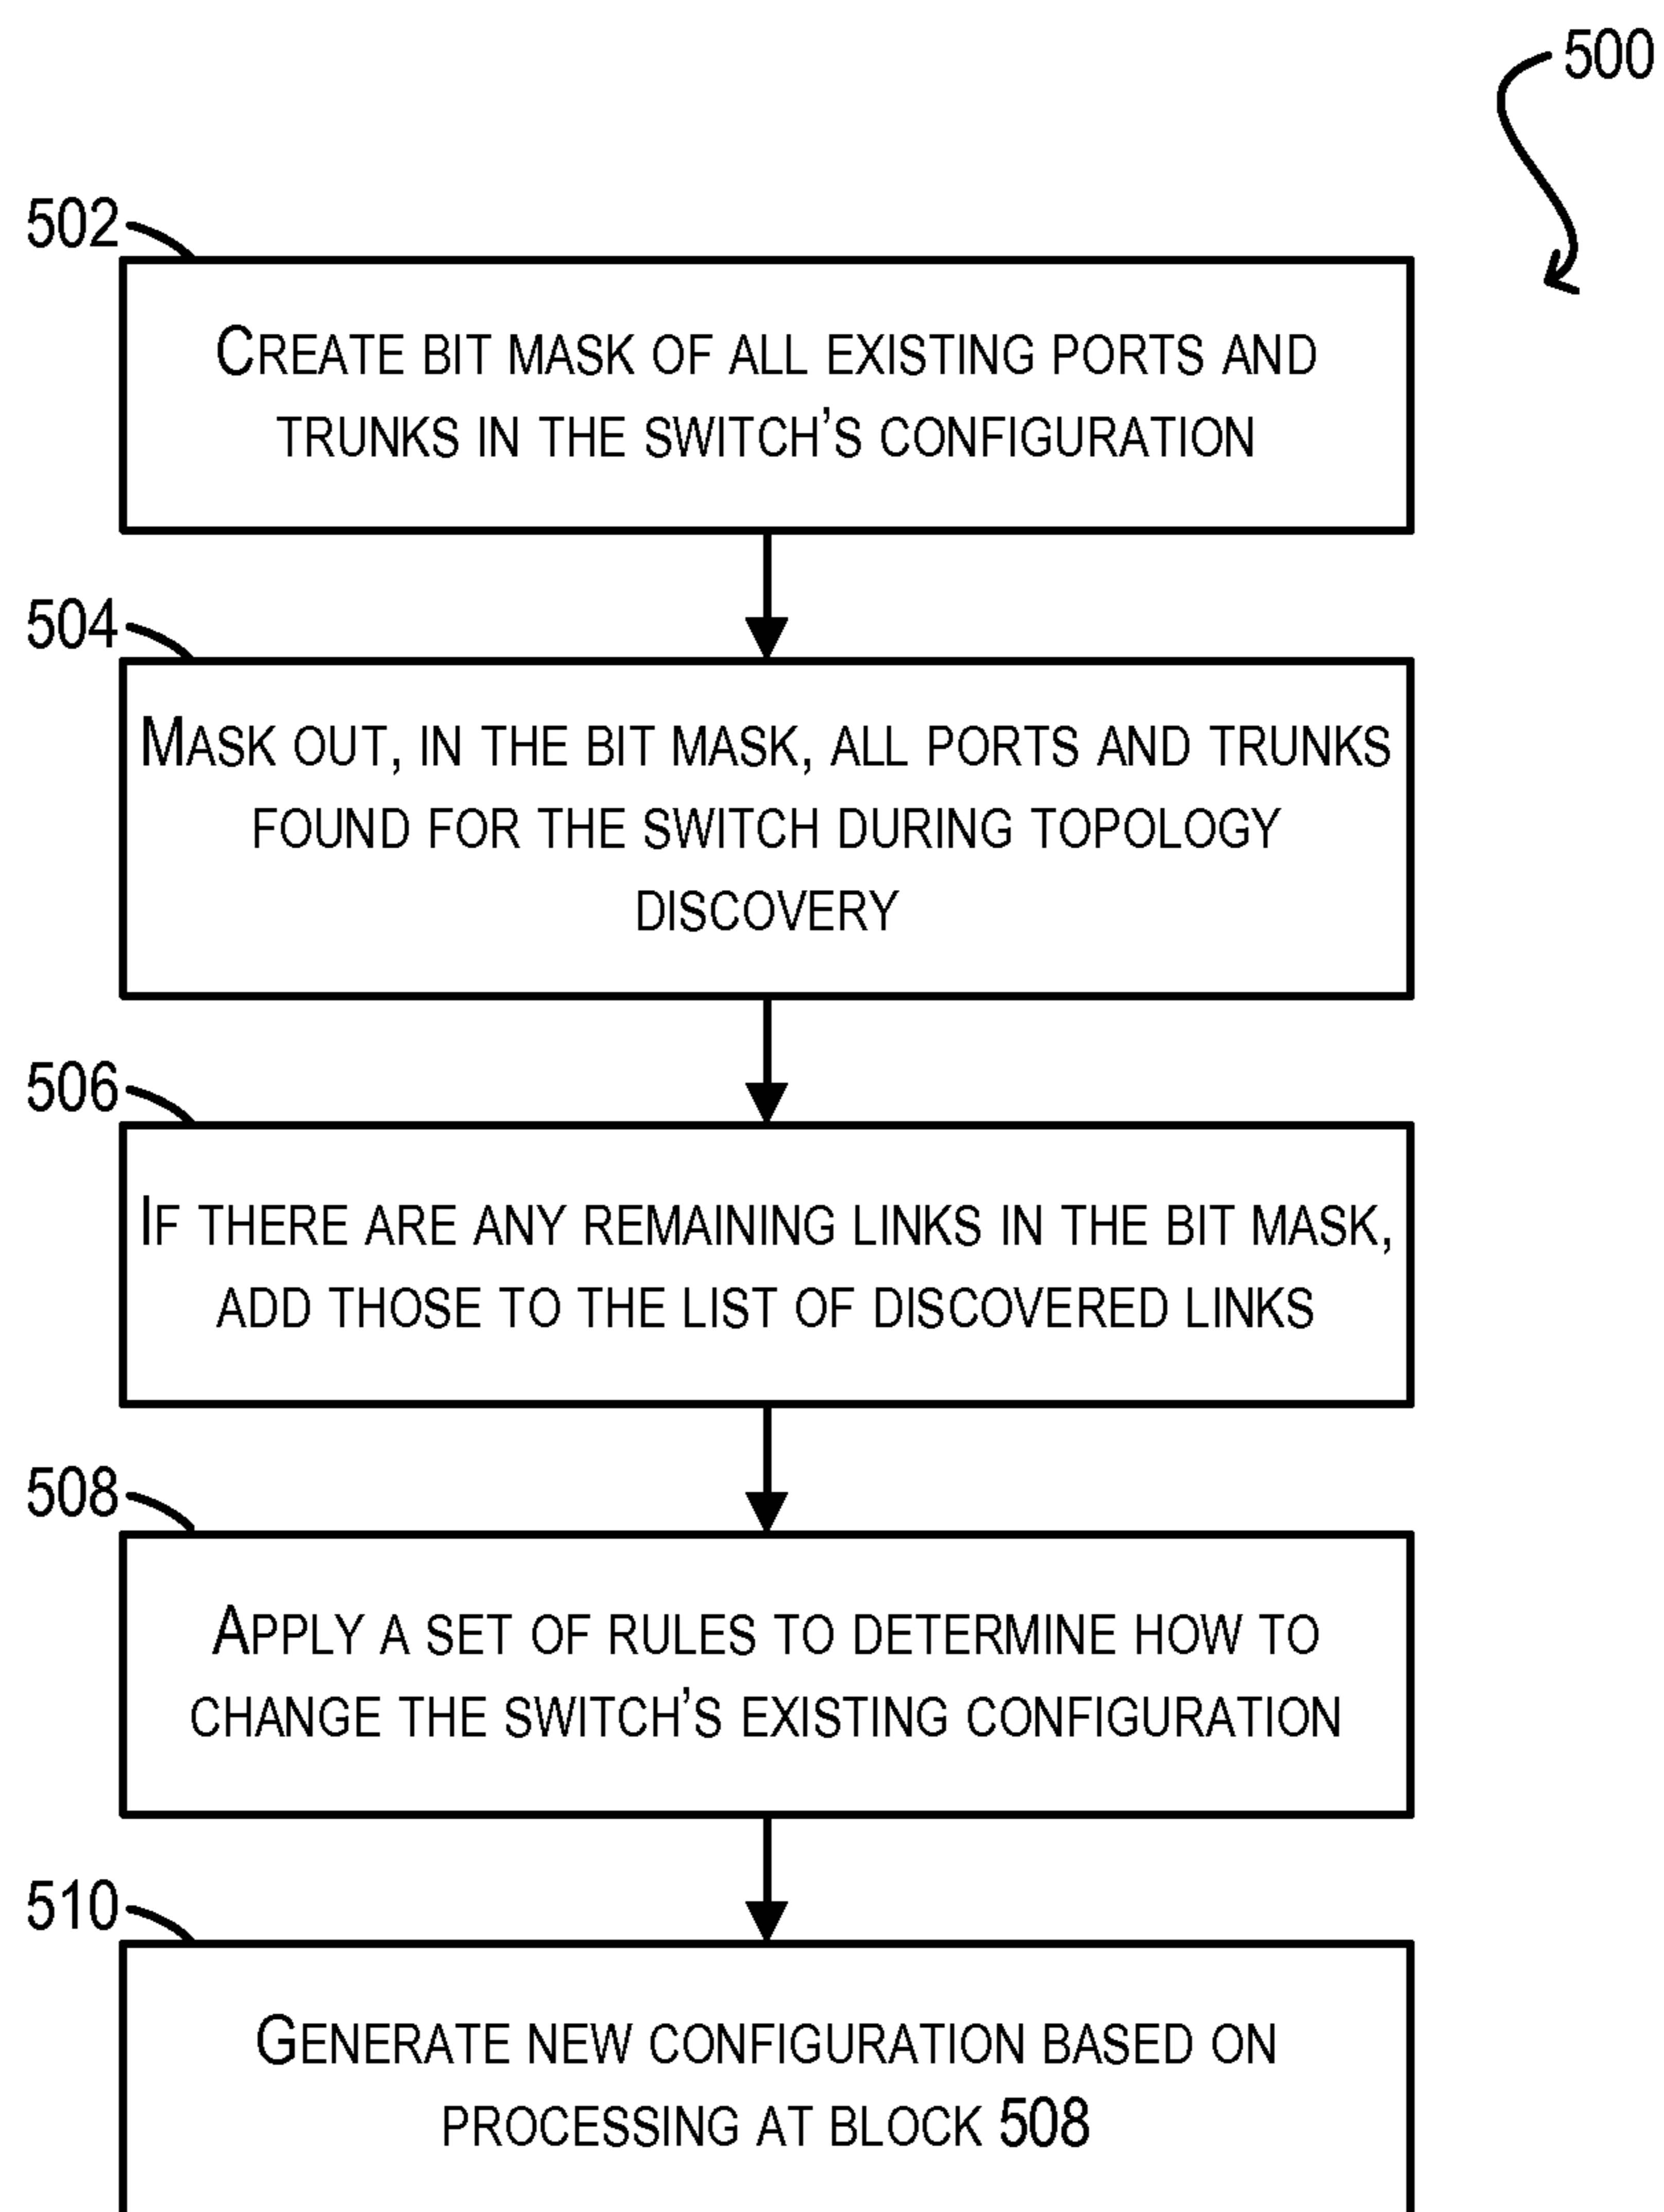 500
502
Create bit mask of all existing ports and
trunks in the switch's configuration
504
Mask out, in the bit mask, all ports and trunks
found for the switch during topology
discovery
506
If there are any remaining links in the bit mask,
add those to the list of discovered links
508
Apply a set of rules to determine how to
change the switch's existing configuration
510
Generate new configuration based on
processing at block 508